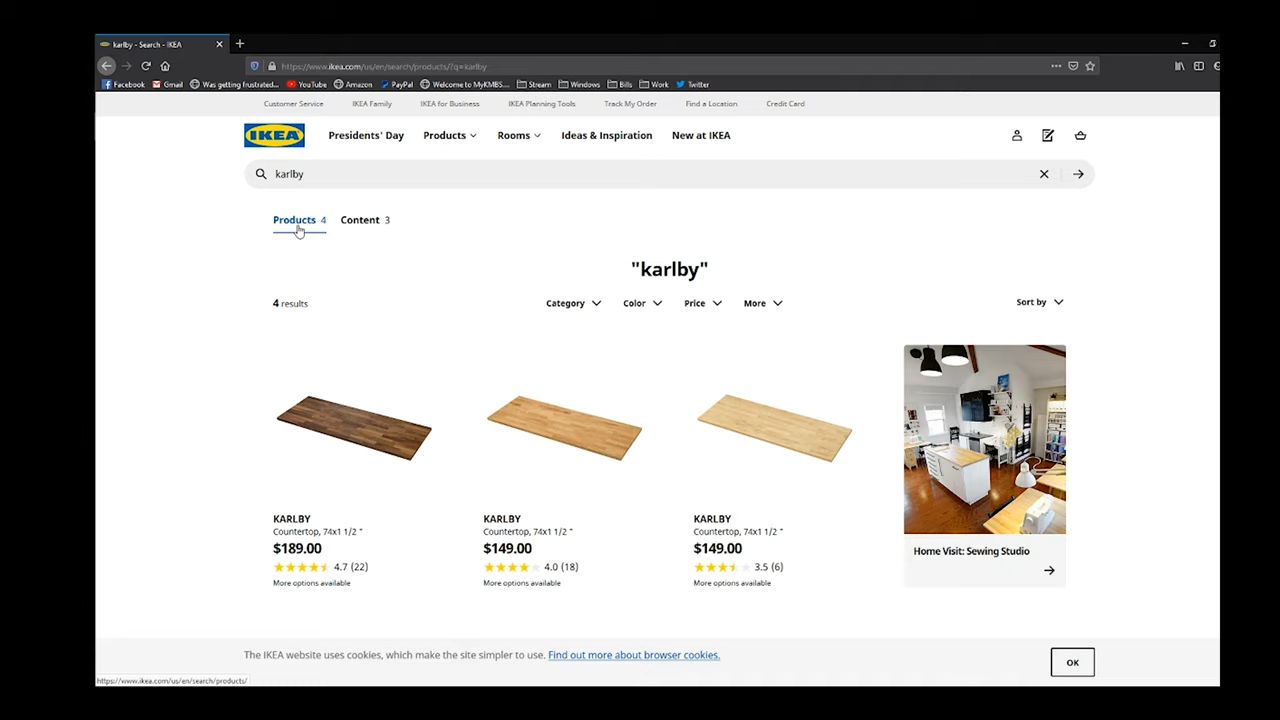 karlby - Search - IKEA
https://www.ikea.com/us/en/search/products/?q=karlby
Facebook Gmail Was getting frustrated... YouTube Amazon PayPal Welcome to MyKMBS... Stream Windows Bills Work Twitter
Customer Service IKEA Family IKEA for Business IKEA Planning Tools Track My Order Find a Location Credit Card
IKEA Presidents' Day Products Rooms Ideas & Inspiration New at IKEA
karlby
Products 4 Content 3
"karlby"
4 results Category Color Price More Sort by
KARLBY
Countertop, 74x1 1/2 "
$189.00
4.7 (22)
More options available
KARLBY
Countertop, 74x1 1/2 "
$149.00
4.0 (18)
More options available
KARLBY
Countertop, 74x1 1/2 "
$149.00
3.5 (6)
More options available
Home Visit: Sewing Studio
The IKEA website uses cookies, which make the site simpler to use. Find out more about browser cookies.
OK
https://www.ikea.com/us/en/search/products/